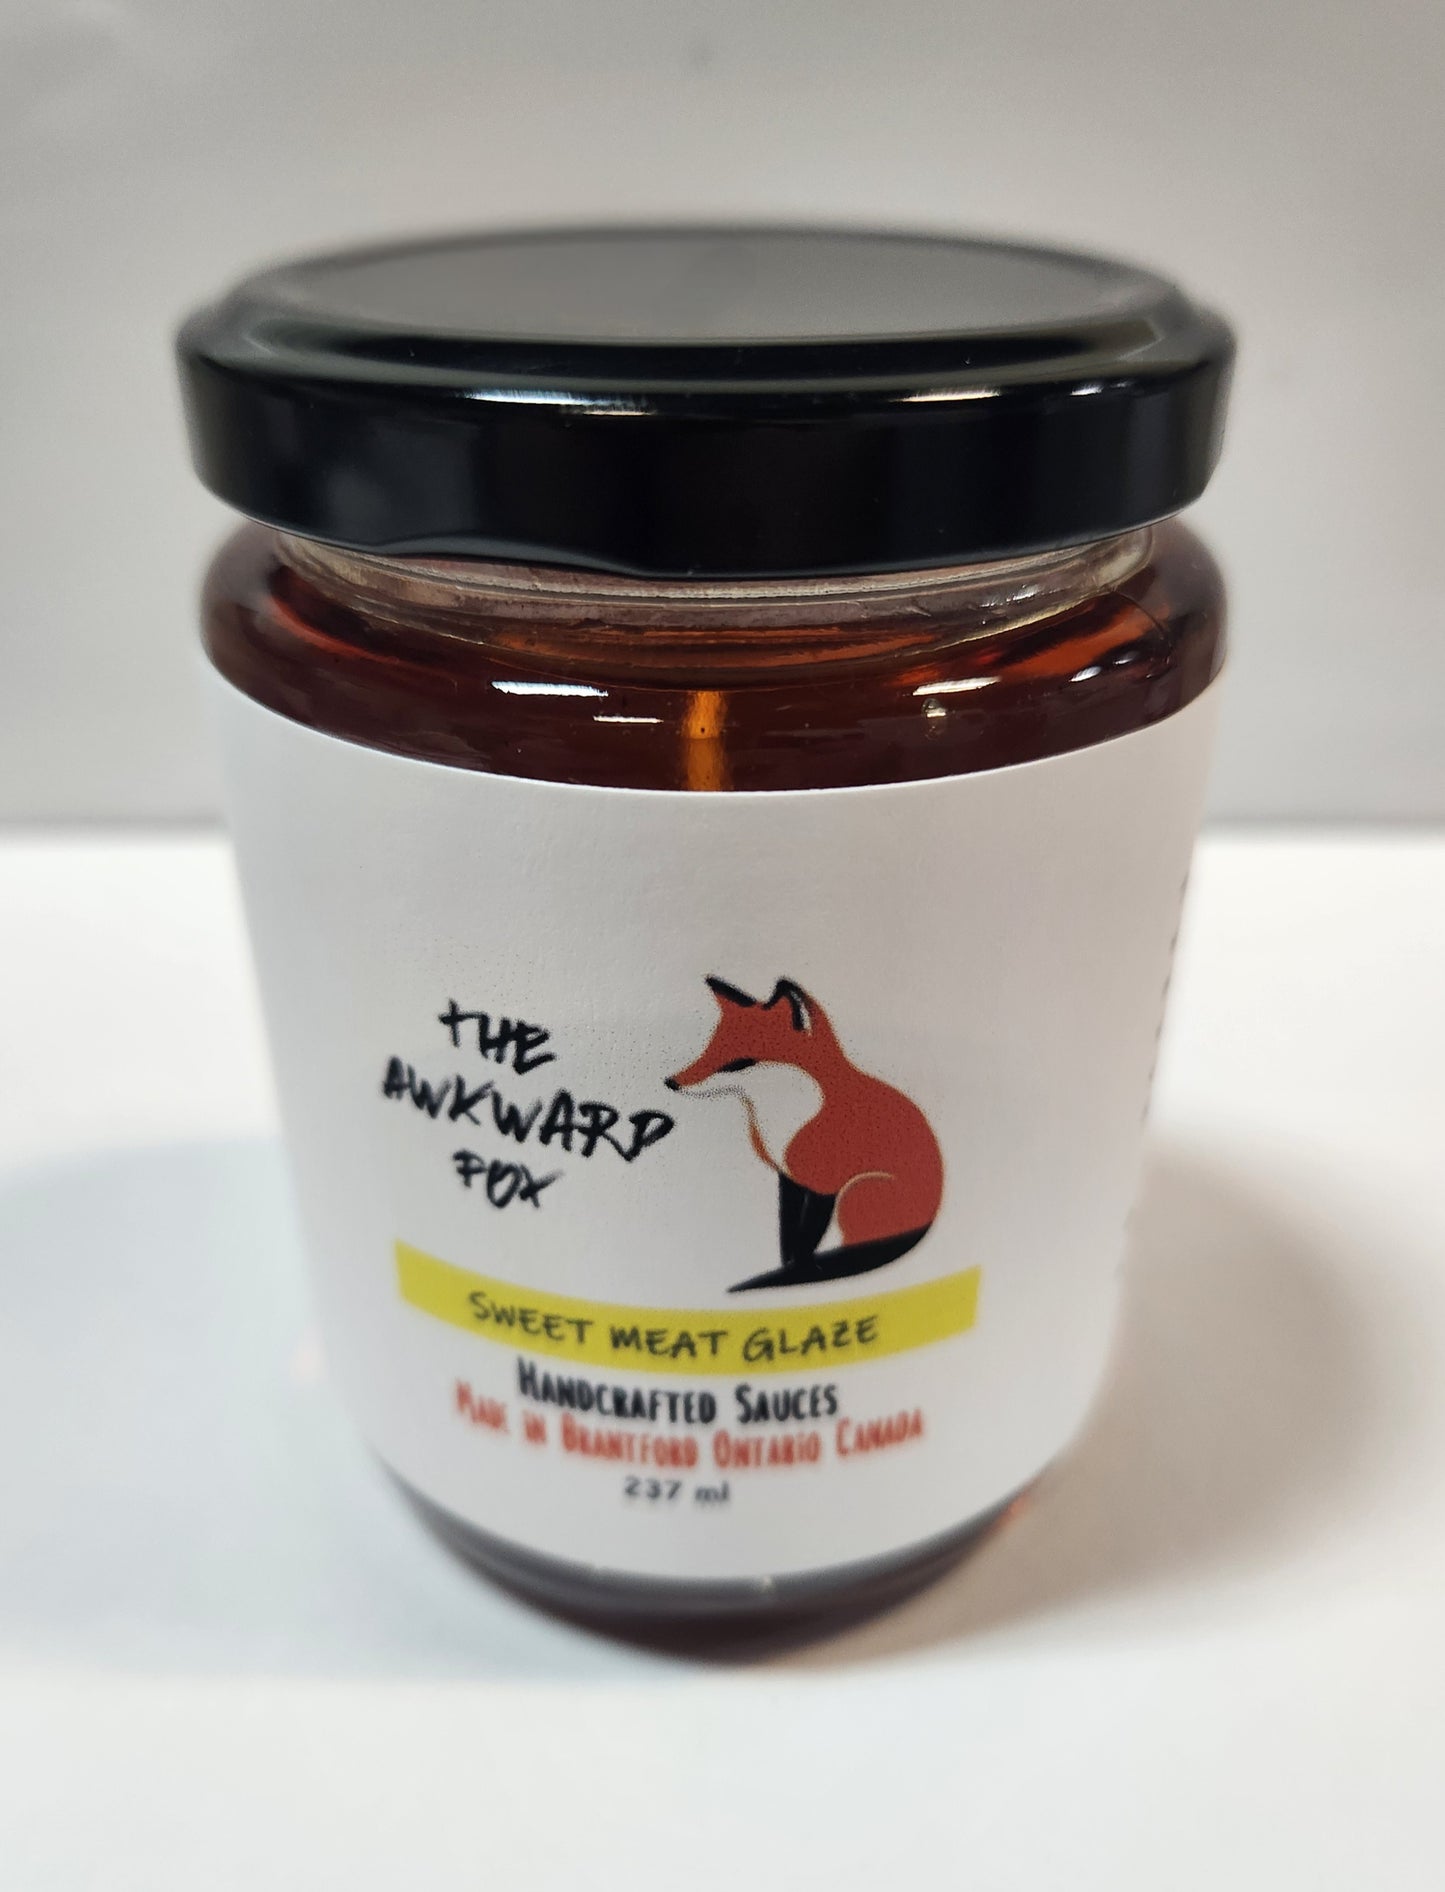 THE
AWKWARD
FOX
SWEET MEAT GLAZE
HANDCRAFTED SAUCES
MADE IN BRANTFORD ONTARIO CANADA
237 ml